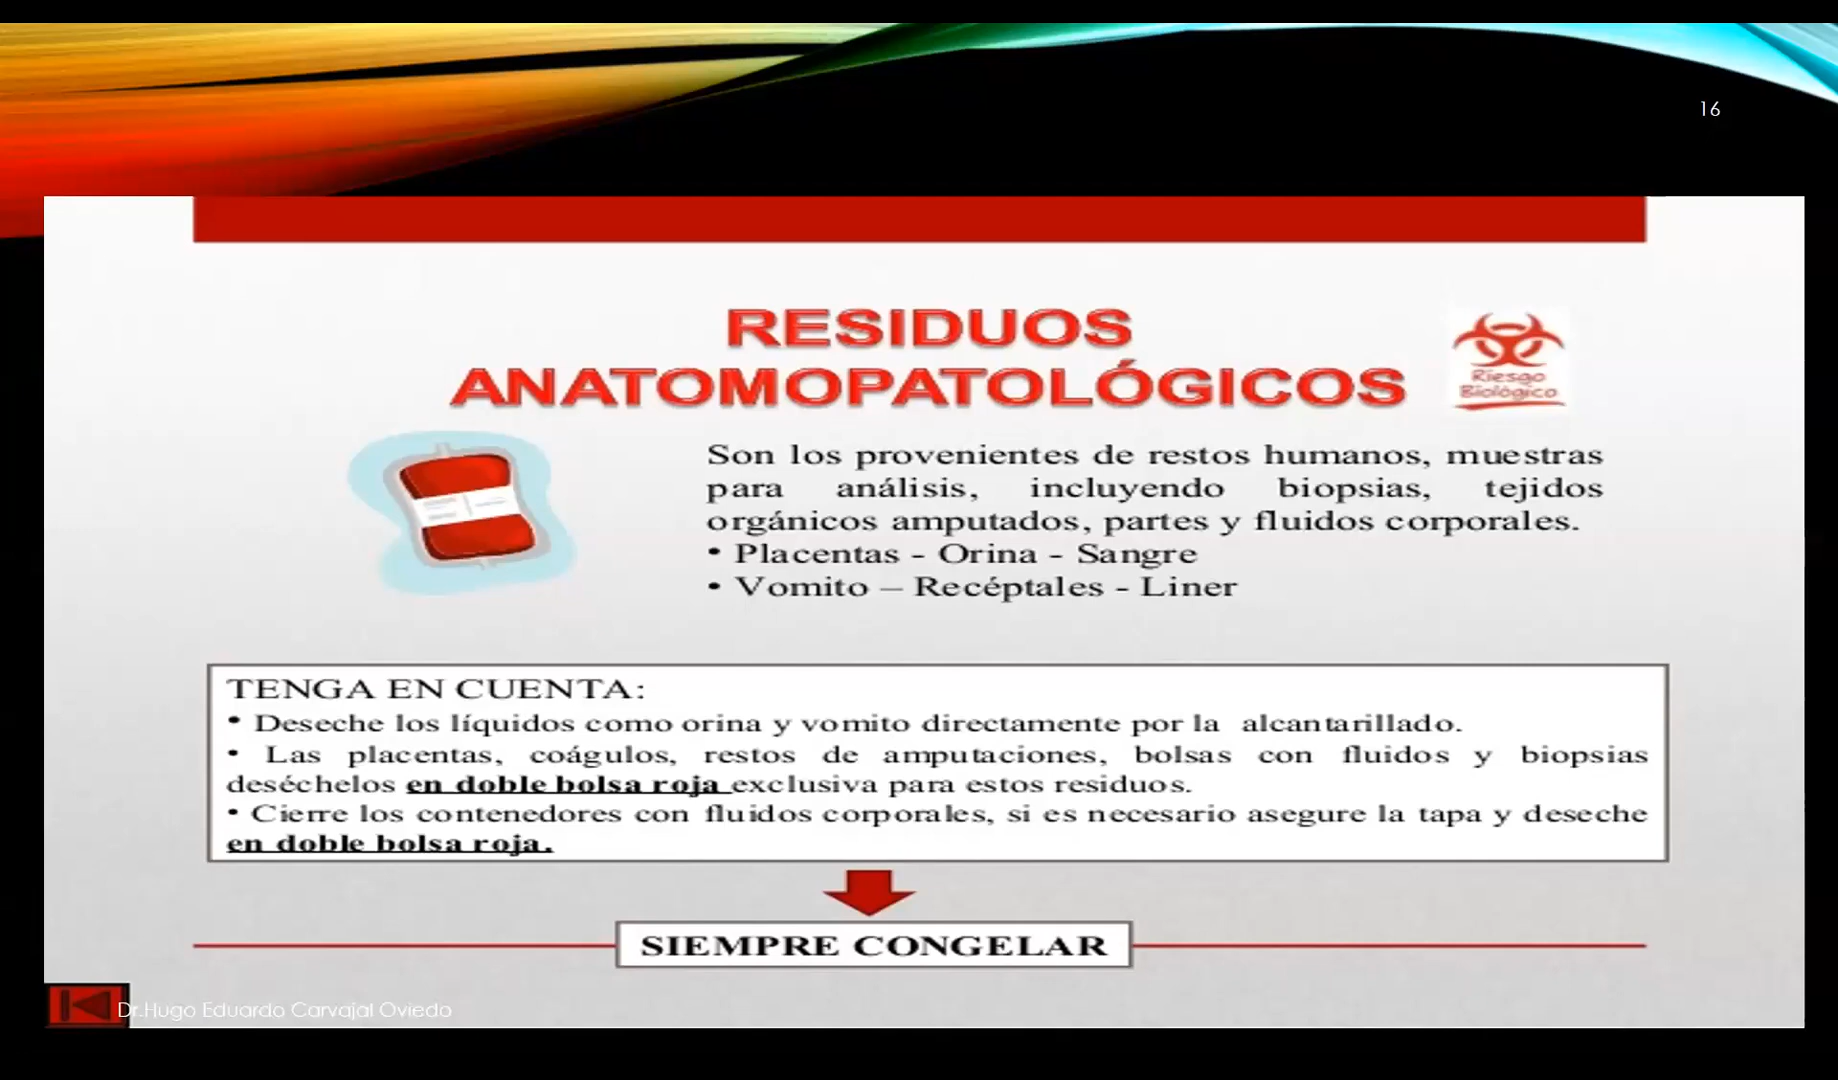 16
RESIDUOS
ANATOMOPATOLÓGICOS
Riesgo
Biológico
Son los provenientes de restos humanos, muestras
para análisis, incluyendo biopsias, tejidos
orgánicos amputados, partes y fluidos corporales.
• Placentas - Orina - Sangre
• Vomito – Recéptales - Liner
TENGA EN CUENTA:
• Deseche los líquidos como orina y vomito directamente por la alcantarillado.
• Las placentas, coágulos, restos de amputaciones, bolsas con fluidos y biopsias
deséchelos en doble bolsa roja exclusiva para estos residuos.
• Cierre los contenedores con fluidos corporales, si es necesario asegure la tapa y deseche
en doble bolsa roja.
SIEMPRE CONGELAR
Dr.Hugo Eduardo Carvajal Oviedo